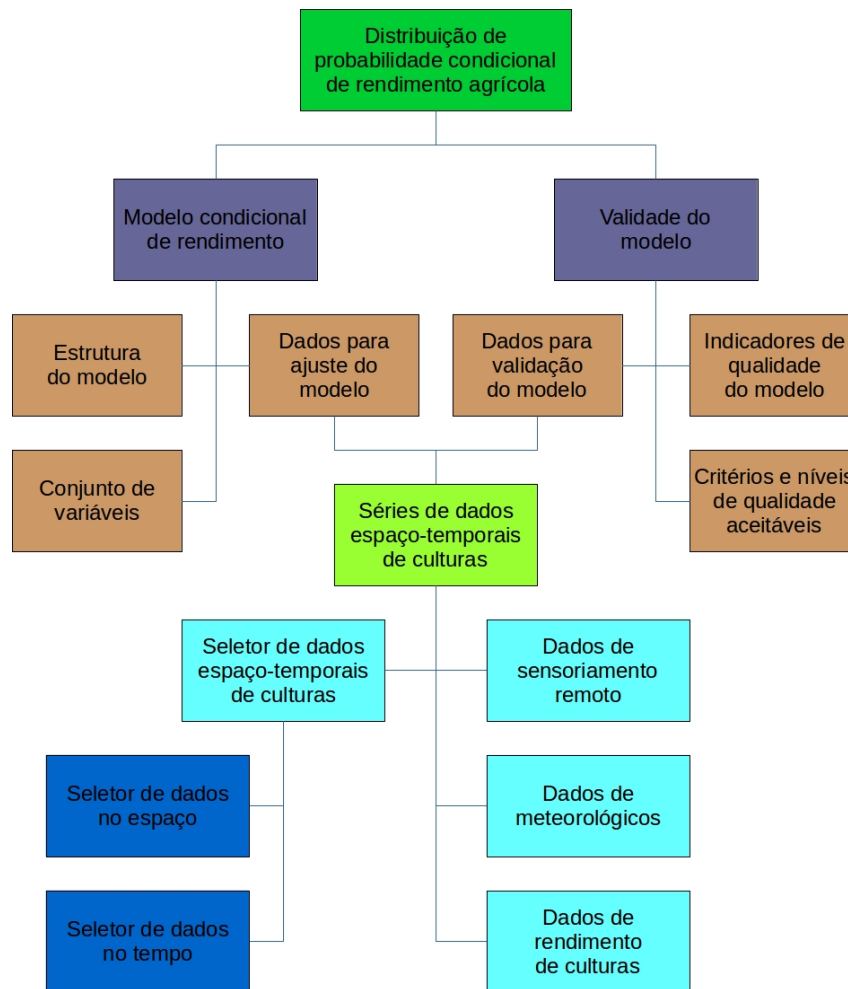 Distribuição de
probabilidade condicional
de rendimento agrícola
Modelo condicional
de rendimento
Validade do
modelo
Estrutura
do modelo
Dados para
ajuste do
modelo
Dados para
validação
do modelo
Indicadores de
qualidade
do modelo
Conjunto de
variáveis
Séries de dados
espaço-temporais
de culturas
Critérios e níveis
de qualidade
aceitáveis
Seletor de dados
espaço-temporais
de culturas
Dados de
sensoriamento
remoto
Seletor de dados
no espaço
Dados de
meteorológicos
Seletor de dados
no tempo
Dados de
rendimento
de culturas